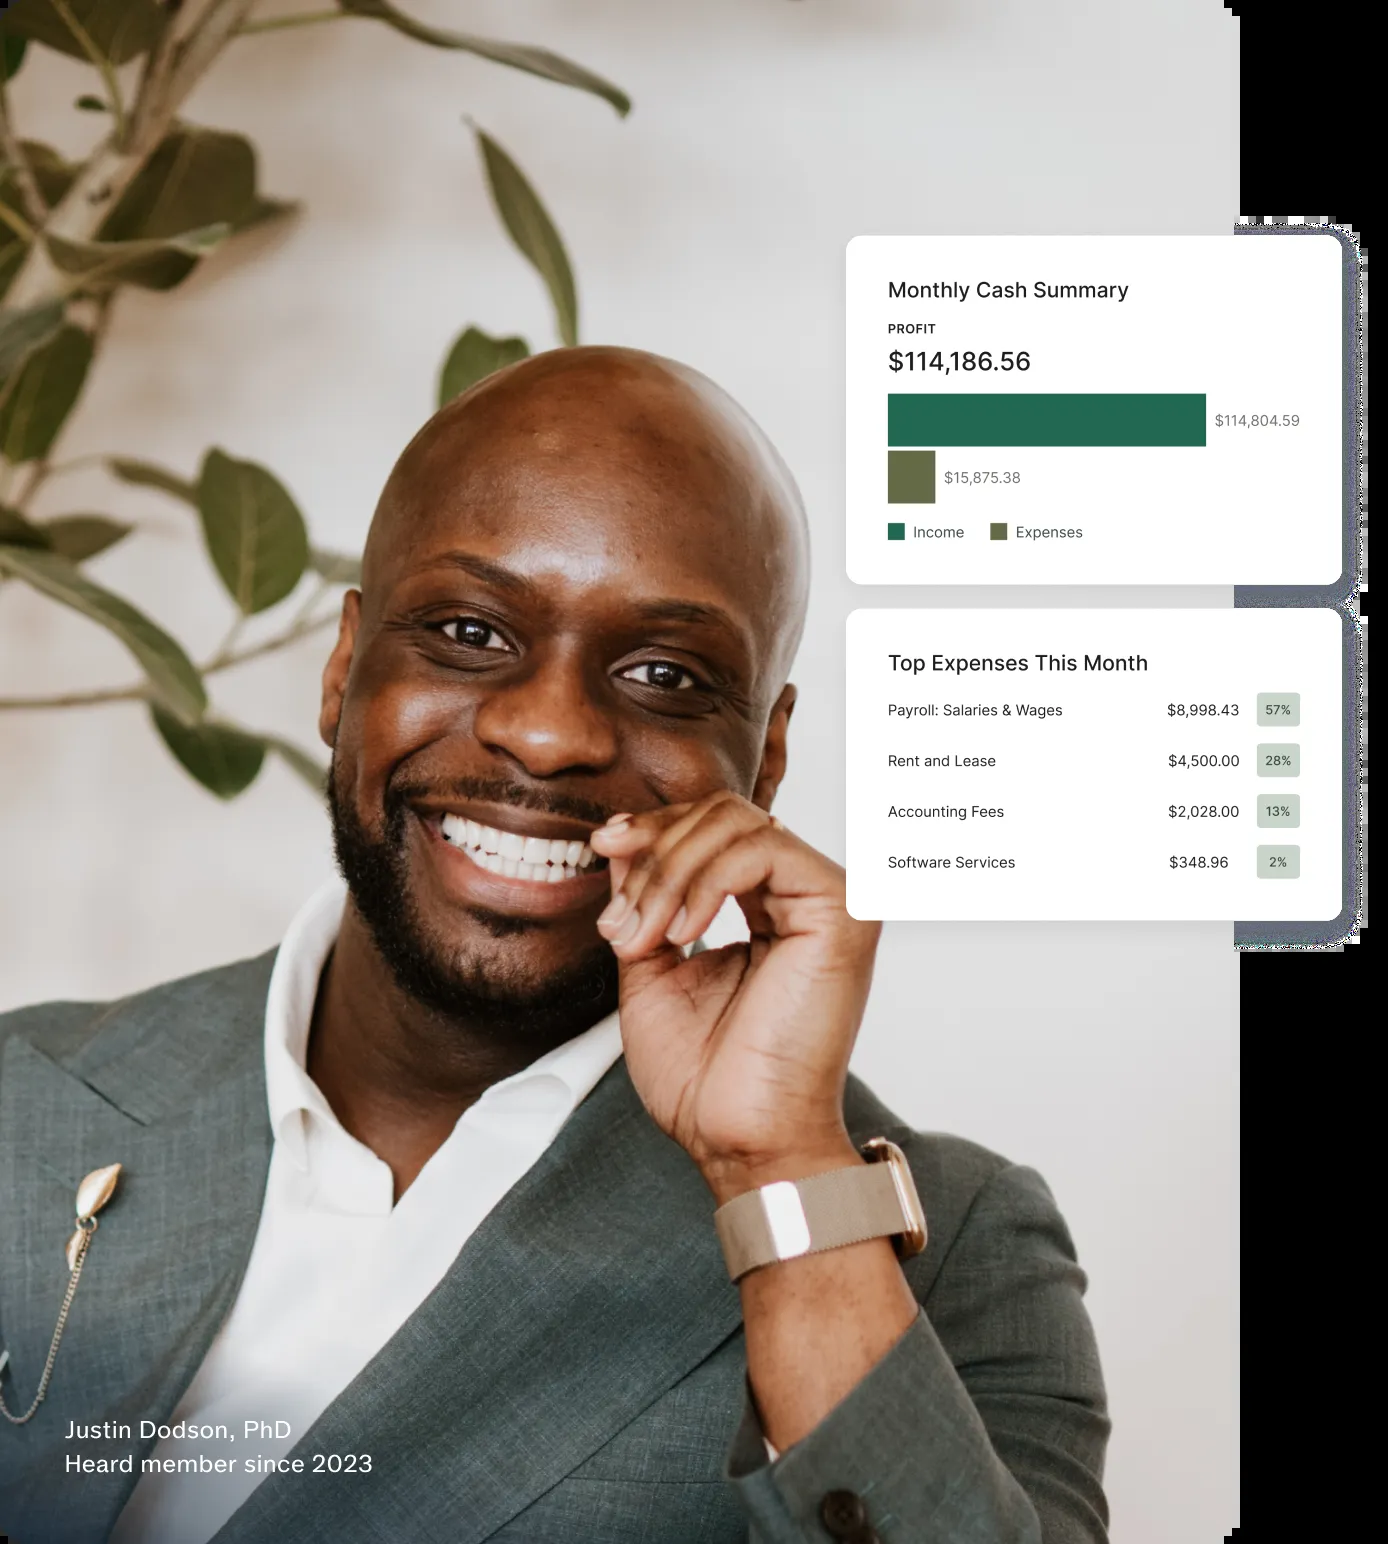 Monthly Cash Summary
PROFIT
$114,186.56
$114,804.59
$15,875.38
Income Expenses
Top Expenses This Month
Payroll: Salaries & Wages $8,998.43 57%
Rent and Lease $4,500.00 28%
Accounting Fees $2,028.00 13%
Software Services $348.96 2%
Justin Dodson, PhD
Heard member since 2023